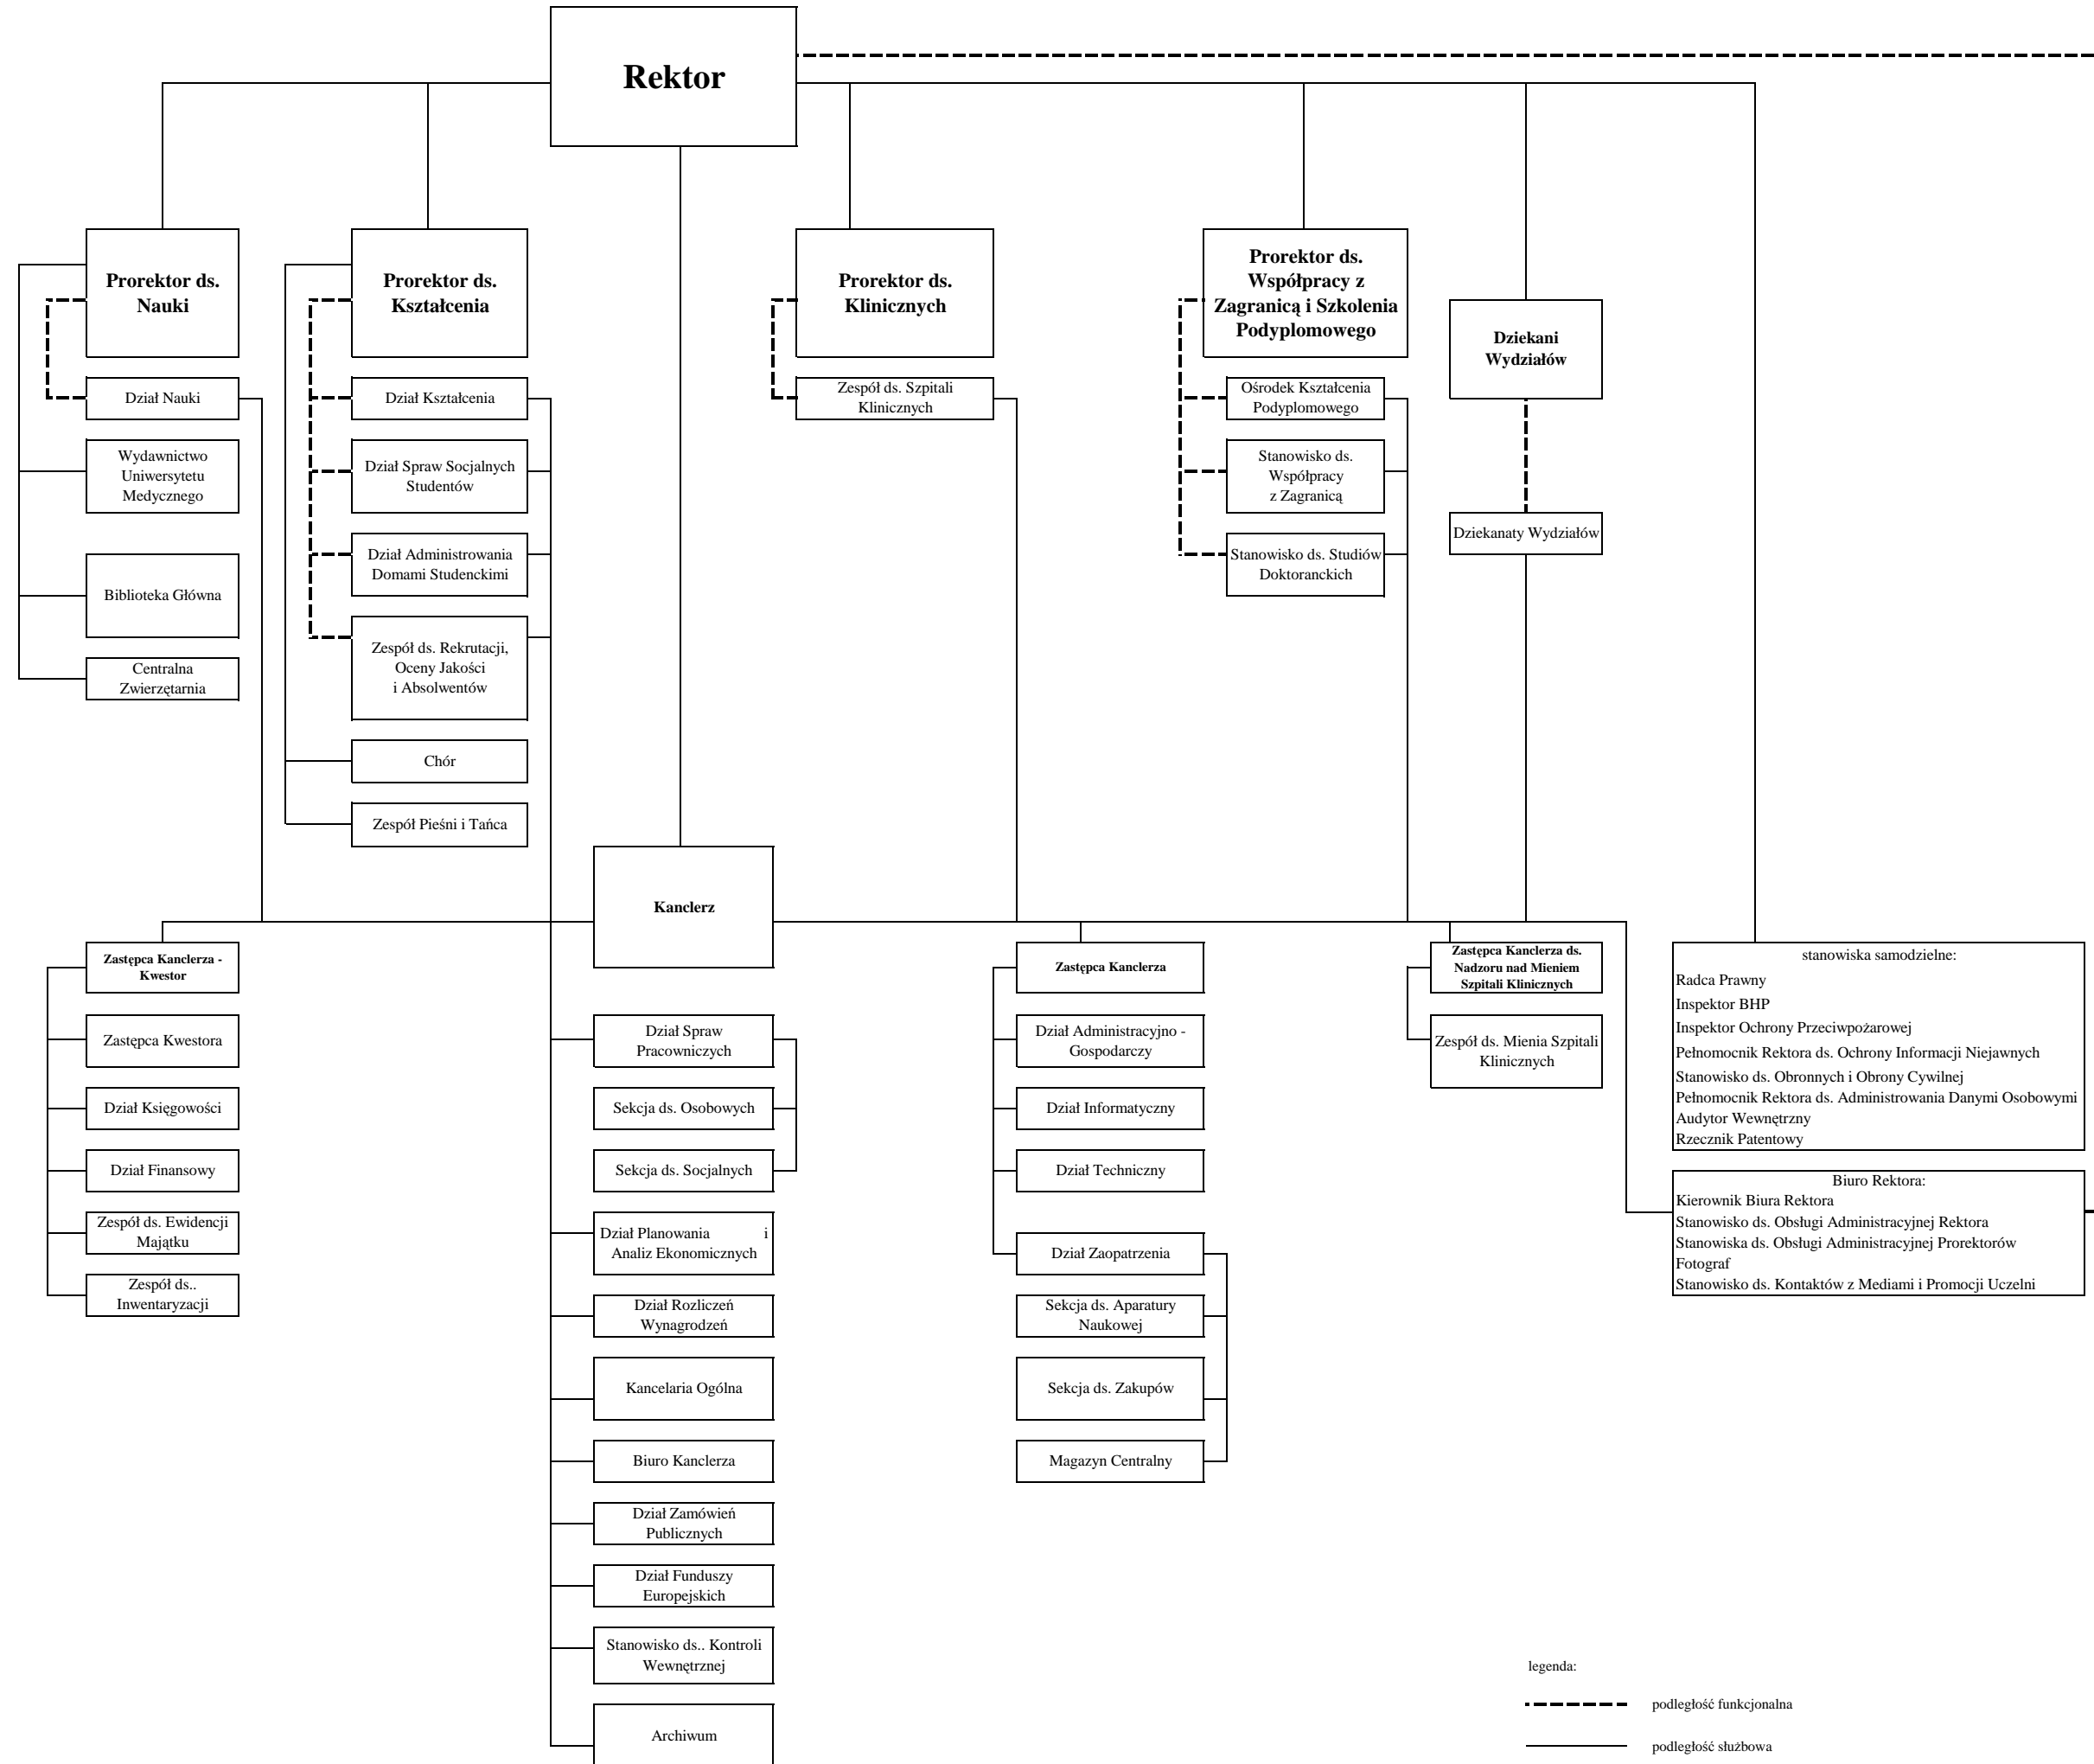 Rektor
Prorektor ds.
Nauki
Prorektor ds.
Kształcenia
Prorektor ds.
Klinicznych
Prorektor ds.
Współpracy z
Zagranicą i Szkolenia
Podyplomowego
Dziekani
Wydziałów
Dział Nauki
Dział Kształcenia
Zespół ds. Szpitali
Klinicznych
Ośrodek Kształcenia
Podyplomowego
Wydawnictwo
Uniwersytetu
Medycznego
Dział Spraw Socjalnych
Studentów
Stanowisko ds.
Współpracy
z Zagranicą
Dziekanaty Wydziałów
Biblioteka Główna
Dział Administrowania
Domami Studenckimi
Stanowisko ds. Studiów
Doktoranckich
Centralna
Zwierzętarnia
Zespół ds. Rekrutacji,
Oceny Jakości
i Absolwentów
Chór
Zespół Pieśni i Tańca
Kanclerz
Zastępca Kanclerza -
Kwestor
Zastępca Kwestora
Dział Księgowości
Dział Finansowy
Zespół ds. Ewidencji
Majątku
Zespół ds..
Inwentaryzacji
Dział Spraw
Pracowniczych
Sekcja ds. Osobowych
Sekcja ds. Socjalnych
Dział Planowania i
Analiz Ekonomicznych
Dział Rozliczeń
Wynagrodzeń
Kancelaria Ogólna
Biuro Kanclerza
Dział Zamówień
Publicznych
Dział Funduszy
Europejskich
Stanowisko ds.. Kontroli
Wewnętrznej
Archiwum
Zastępca Kanclerza
Dział Administracyjno -
Gospodarczy
Dział Informatyczny
Dział Techniczny
Dział Zaopatrzenia
Sekcja ds. Aparatury
Naukowej
Sekcja ds. Zakupów
Magazyn Centralny
Zastępca Kanclerza ds.
Nadzoru nad Mieniem
Szpitali Klinicznych
Zespół ds. Mienia Szpitali
Klinicznych
stanowiska samodzielne:
Radca Prawny
Inspektor BHP
Inspektor Ochrony Przeciwpożarowej
Pełnomocnik Rektora ds. Ochrony Informacji Niejawnych
Stanowisko ds. Obronnych i Obrony Cywilnej
Pełnomocnik Rektora ds. Administrowania Danymi Osobowymi
Audytor Wewnętrzny
Rzecznik Patentowy
Biuro Rektora:
Kierownik Biura Rektora
Stanowisko ds. Obsługi Administracyjnej Rektora
Stanowiska ds. Obsługi Administracyjnej Prorektorów
Fotograf
Stanowisko ds. Kontaktów z Mediami i Promocji Uczelni
legenda:
podległość funkcjonalna
podległość służbowa